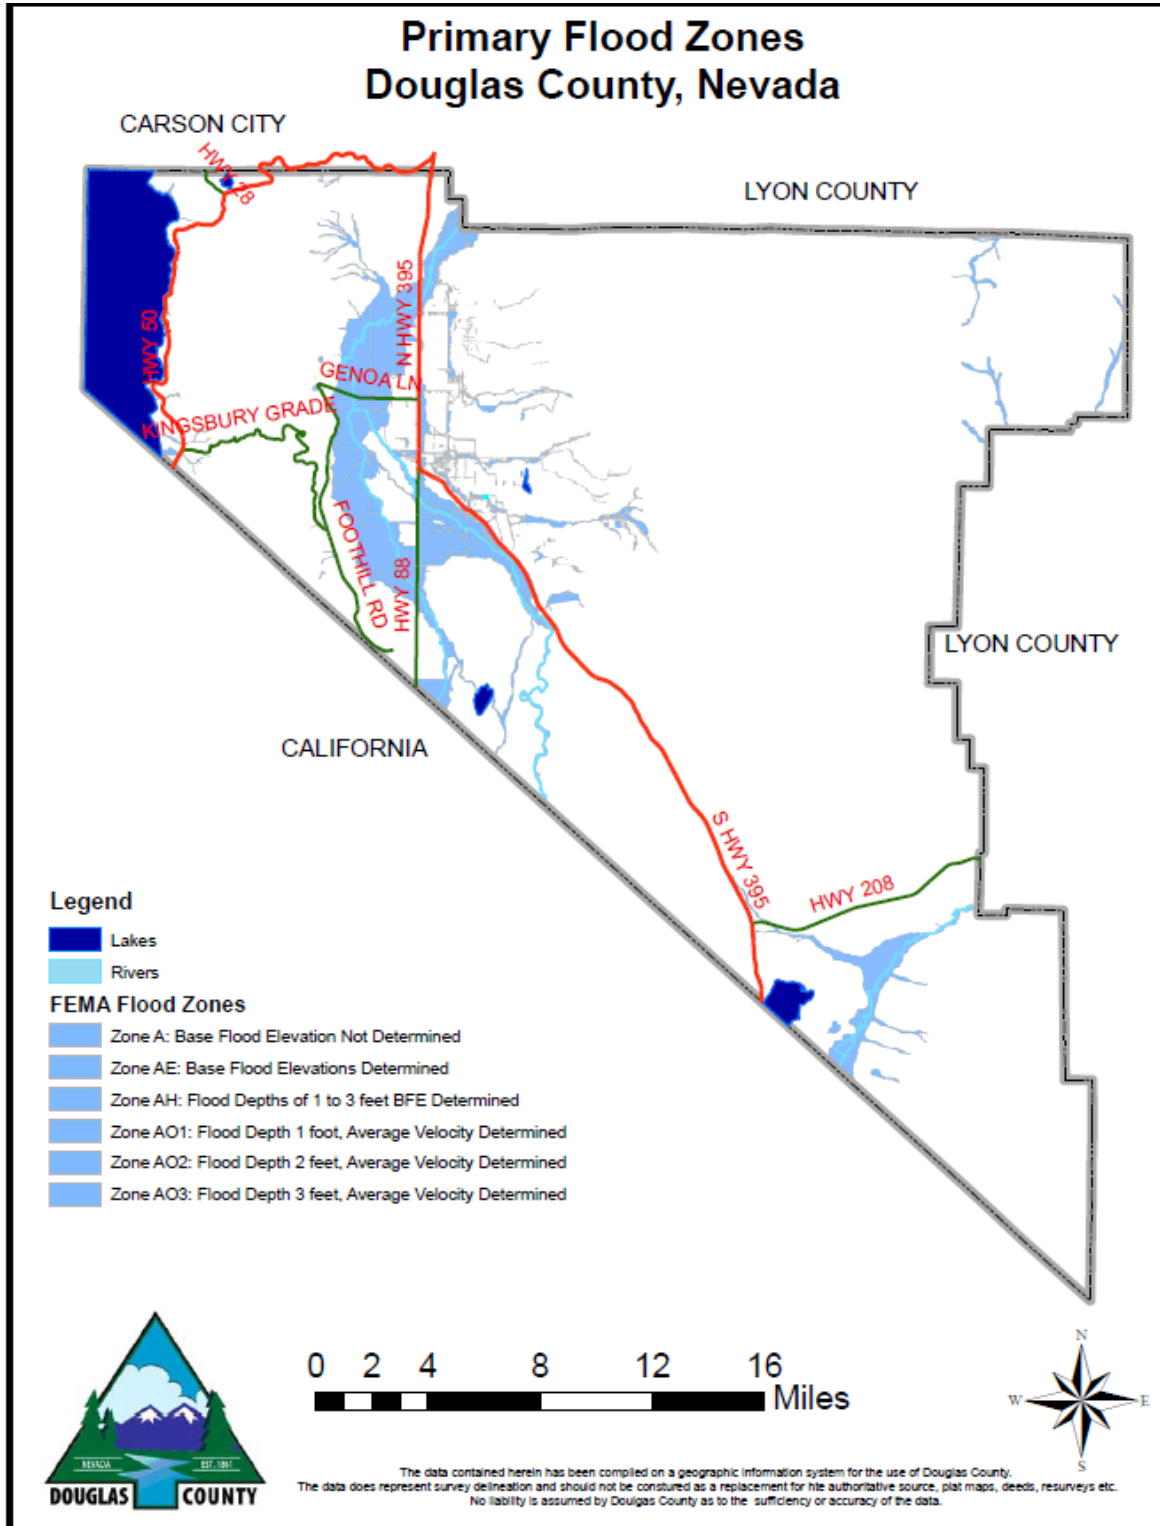 Primary Flood Zones
Douglas County, Nevada
CARSON CITY
HWY 28
LYON COUNTY
N HWY 395
HWY 50
GENOA LN
KINGSBURY GRADE
FOOTHILL RD
HWY 88
LYON COUNTY
CALIFORNIA
S HWY 395
HWY 208
Legend
Lakes
Rivers
FEMA Flood Zones
Zone A: Base Flood Elevation Not Determined
Zone AE: Base Flood Elevations Determined
Zone AH: Flood Depths of 1 to 3 feet BFE Determined
Zone AO1: Flood Depth 1 foot, Average Velocity Determined
Zone AO2: Flood Depth 2 feet, Average Velocity Determined
Zone AO3: Flood Depth 3 feet, Average Velocity Determined
NEVADA EST. 1861
DOUGLAS COUNTY
0 2 4 8 12 16
Miles
N
W E
S
The data contained herein has been compiled on a geographic information system for the use of Douglas County.
The data does represent survey delineation and should not be constured as a replacement for hte authoritative source, plat maps, deeds, resurveys etc.
No liability is assumed by Doulgas County as to the sufficiency or accuracy of the data.